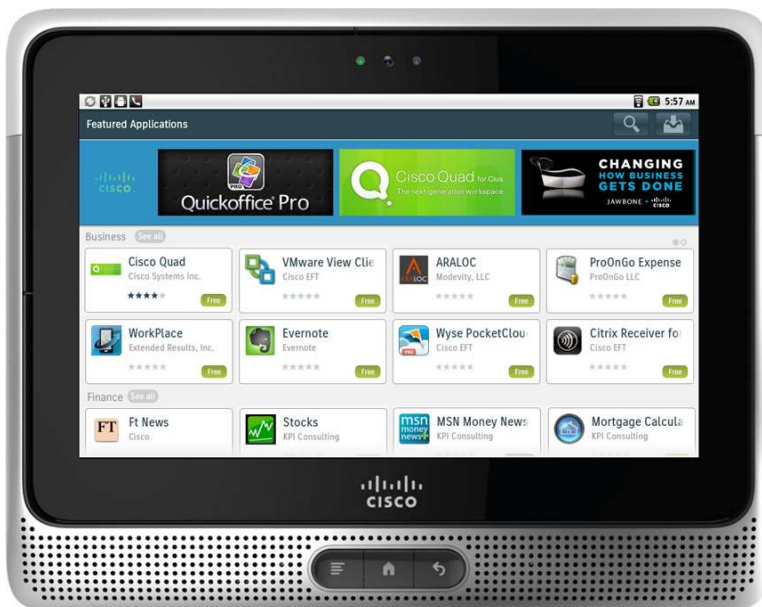 5:57 AM
Featured Applications
CISCO
PRO
Quickoffice® Pro
Cisco Quad for Cius
The next-generation workspace
CHANGING
HOW BUSINESS
GETS DONE
JAWBONE + CISCO
Business See all
Cisco Quad
Cisco Systems Inc.
Free
VMware View Clie
Cisco EFT
Free
ARALOC
ARALOC
Modevity, LLC
Free
ProOnGo Expense
ProOnGo LLC
Free
WorkPlace
Extended Results, Inc.
Free
Evernote
Evernote
Free
PRO
Wyse PocketClou
Cisco EFT
Free
Citrix Receiver fo
Cisco EFT
Free
Finance See all
FT
Ft News
Cisco
Stocks
KPI Consulting
msn
money
news+
MSN Money News
KPI Consulting
Mortgage Calcula
KPI Consulting
CISCO